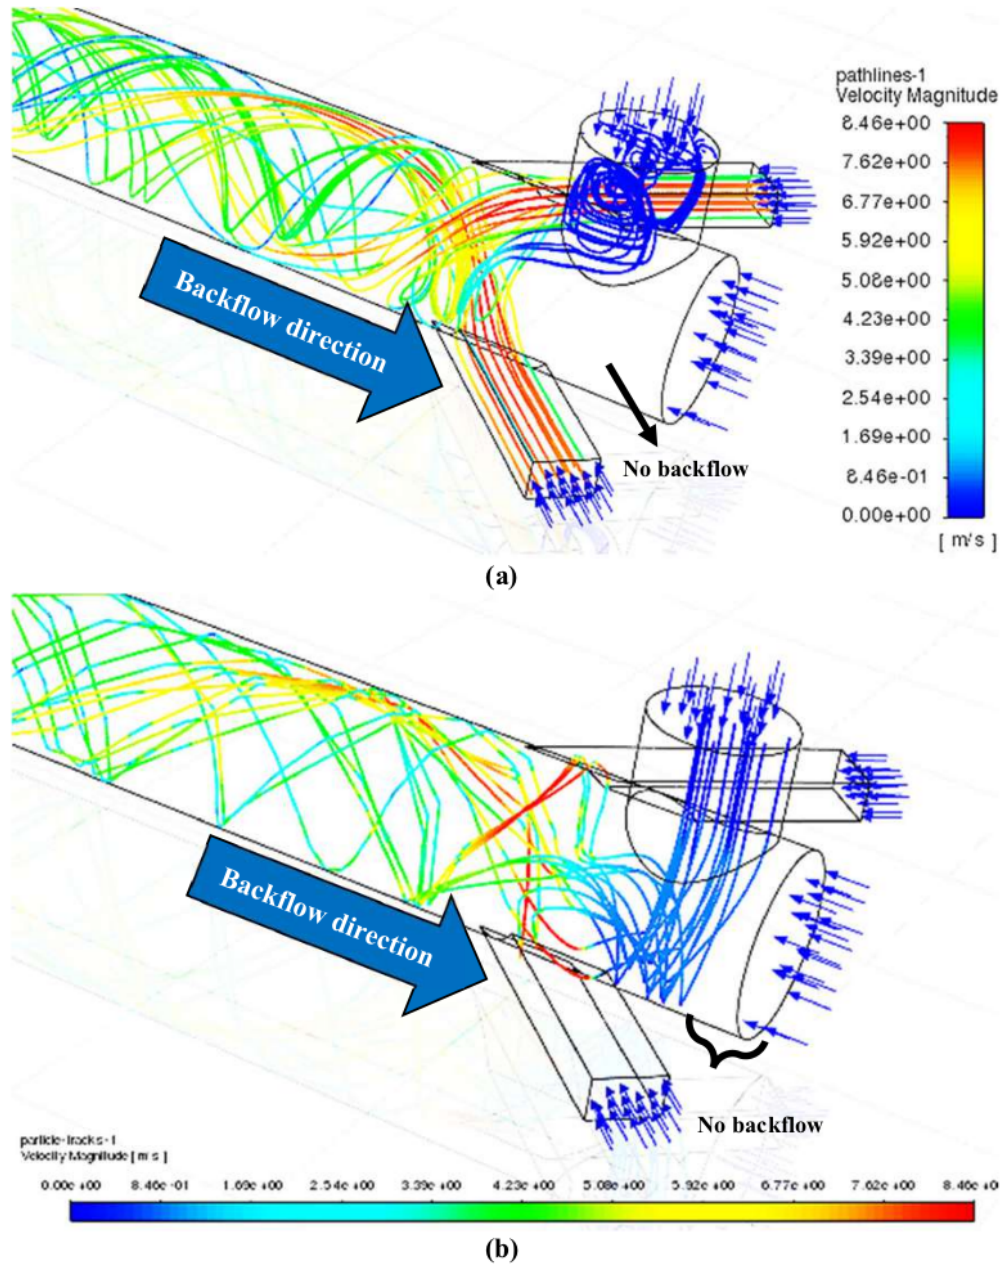 pathlines-1
Velocity Magnitude
8.46e+00
7.62e+00
6.77e+00
5.92e+00
5.08e+00
4.23e+00
3.39e+00
2.54e+00
1.69e+00
8.46e-01
0.00e+00
[ m/s ]
Backflow direction
No backflow
(a)
Backflow direction
No backflow
particle-tracks-1
Velocity Magnitude [ m/s ]
0.00e+00 8.46e-01 1.69e+00 2.54e+00 3.39e+00 4.23e+00 5.08e+00 5.92e+00 6.77e+00 7.62e+00 8.46e+0
(b)